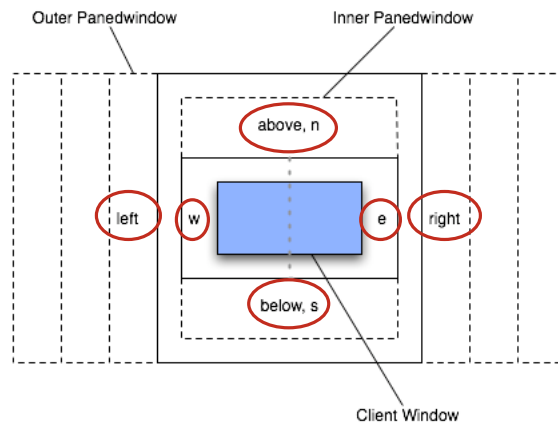 Outer Panedwindow
Inner Panedwindow
above, n
left
w
e
right
below, s
Client Window